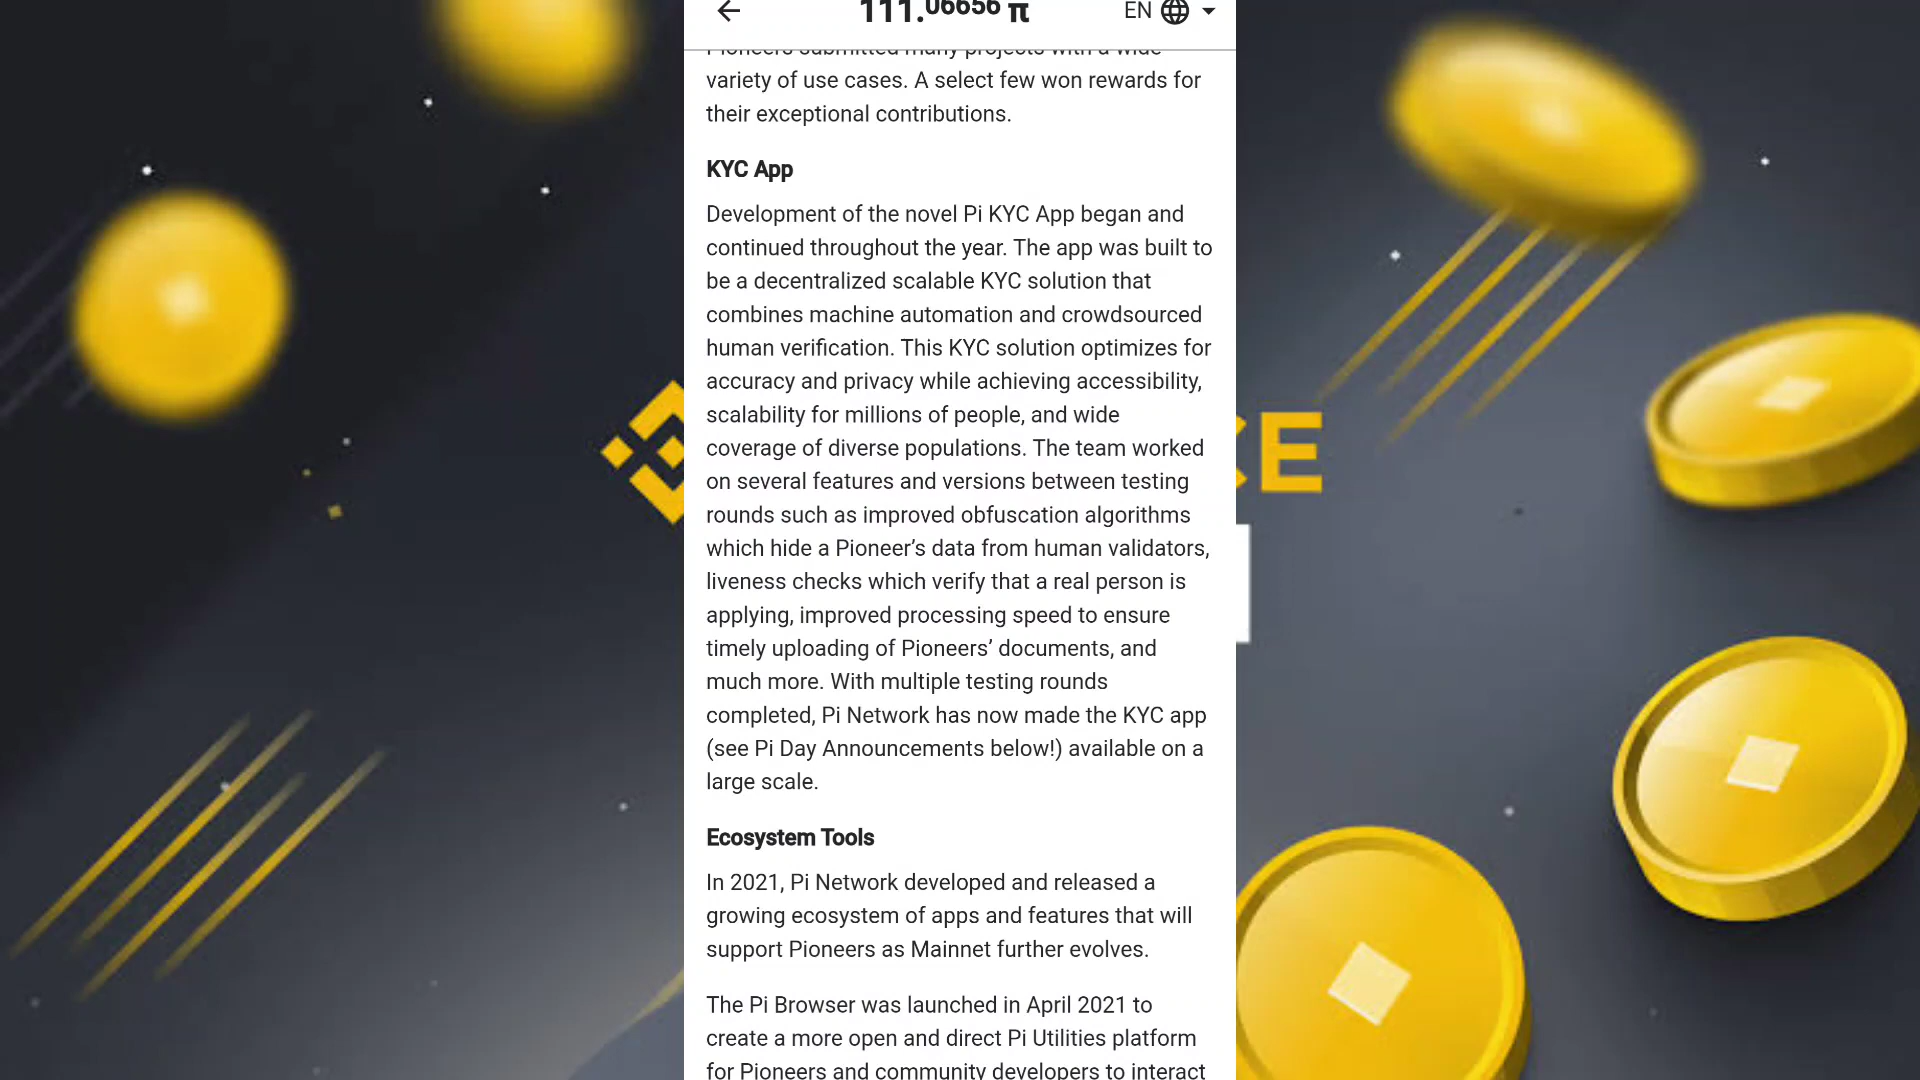 111.06656 π
EN
Pioneers submitted many projects with a wide
variety of use cases. A select few won rewards for
their exceptional contributions.
KYC App
Development of the novel Pi KYC App began and
continued throughout the year. The app was built to
be a decentralized scalable KYC solution that
combines machine automation and crowdsourced
human verification. This KYC solution optimizes for
accuracy and privacy while achieving accessibility,
scalability for millions of people, and wide
coverage of diverse populations. The team worked
on several features and versions between testing
rounds such as improved obfuscation algorithms
which hide a Pioneer’s data from human validators,
liveness checks which verify that a real person is
applying, improved processing speed to ensure
timely uploading of Pioneers’ documents, and
much more. With multiple testing rounds
completed, Pi Network has now made the KYC app
(see Pi Day Announcements below!) available on a
large scale.
Ecosystem Tools
In 2021, Pi Network developed and released a
growing ecosystem of apps and features that will
support Pioneers as Mainnet further evolves.
The Pi Browser was launched in April 2021 to
create a more open and direct Pi Utilities platform
for Pioneers and community developers to interact
E